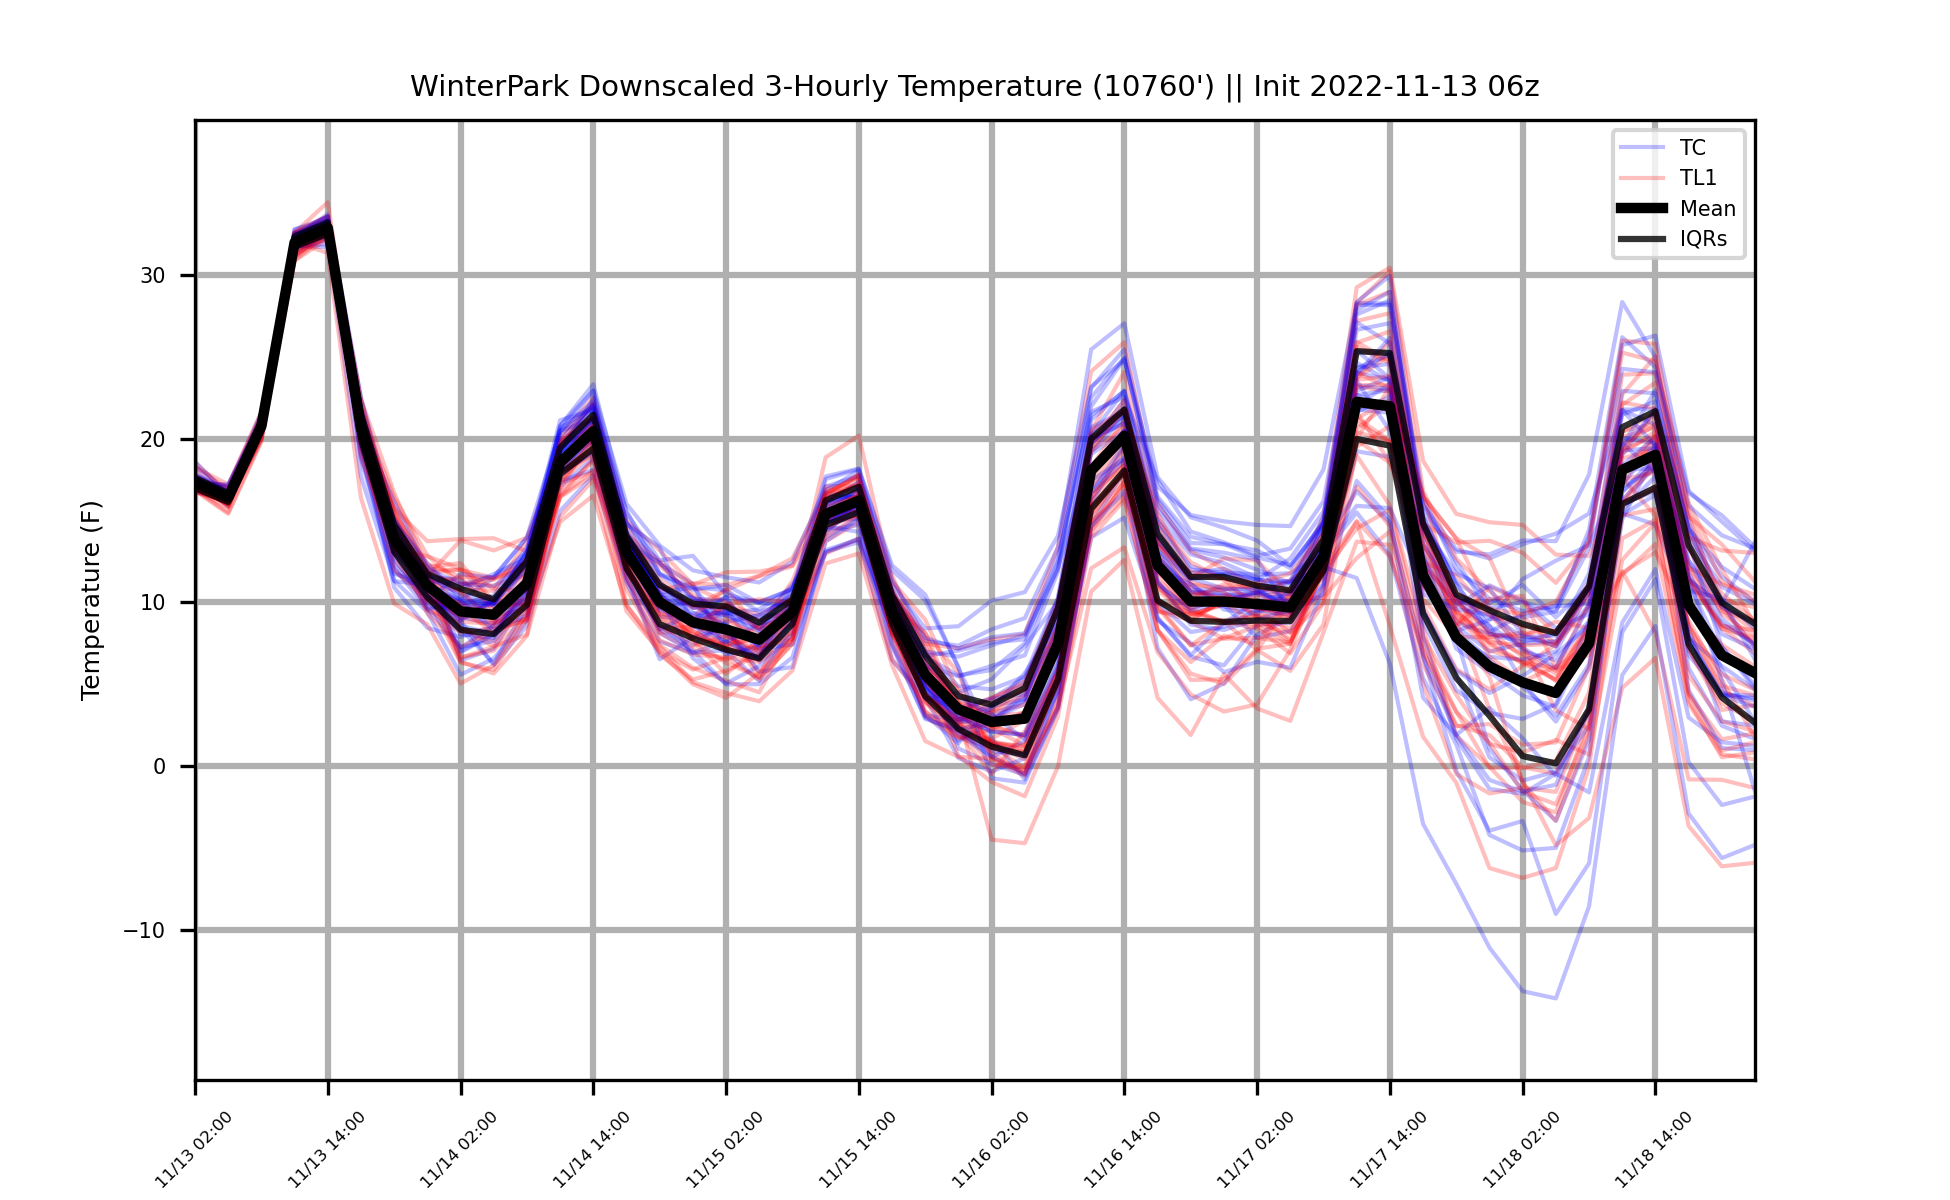 WinterPark Downscaled 3-Hourly Temperature (10760') || Init 2022-11-13 06z
TC
TL1
Mean
IQRs
Temperature (F)
30
20
10
0
−10
11/13 02:00
11/13 14:00
11/14 02:00
11/14 14:00
11/15 02:00
11/15 14:00
11/16 02:00
11/16 14:00
11/17 02:00
11/17 14:00
11/18 02:00
11/18 14:00